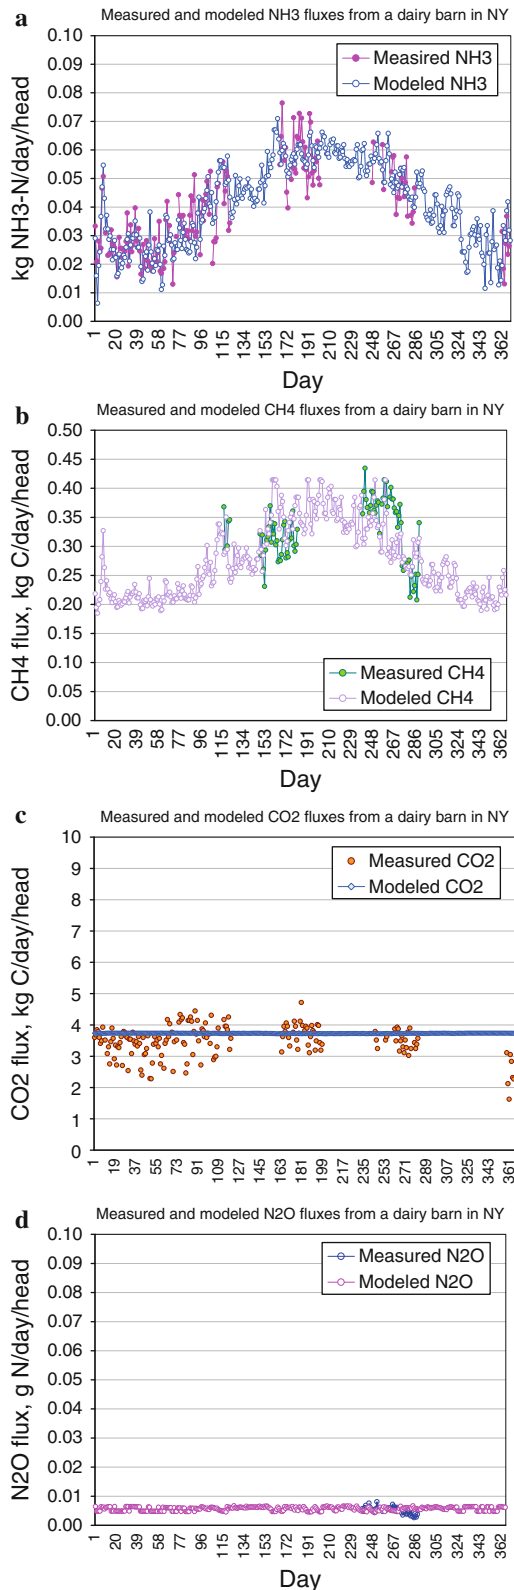 a
Measured and modeled NH3 fluxes from a dairy barn in NY
kg NH3-N/day/head
0.10
0.09
0.08
0.07
0.06
0.05
0.04
0.03
0.02
0.01
0.00
Measired NH3
Modeled NH3
1 20 39 58 77 96 115 134 153 172 191 210 229 248 267 286 305 324 343 362
Day
b
Measured and modeled CH4 fluxes from a dairy barn in NY
CH4 flux, kg C/day/head
0.50
0.45
0.40
0.35
0.30
0.25
0.20
0.15
0.10
0.05
0.00
Measured CH4
Modeled CH4
1 20 39 58 77 96 115 134 153 172 191 210 229 248 267 286 305 324 343 362
Day
c
Measured and modeled CO2 fluxes from a dairy barn in NY
CO2 flux, kg C/day/head
10
9
8
7
6
5
4
3
2
1
0
Measured CO2
Modeled CO2
1 19 37 55 73 91 109 127 145 163 181 199 217 235 253 271 289 307 325 343 361
d
Measured and modeled N2O fluxes from a dairy barn in NY
N2O flux, g N/day/head
0.10
0.09
0.08
0.07
0.06
0.05
0.04
0.03
0.02
0.01
0.00
Measured N2O
Modeled N2O
1 20 39 58 77 96 115 134 153 172 191 210 229 248 267 286 305 324 343 362
Day